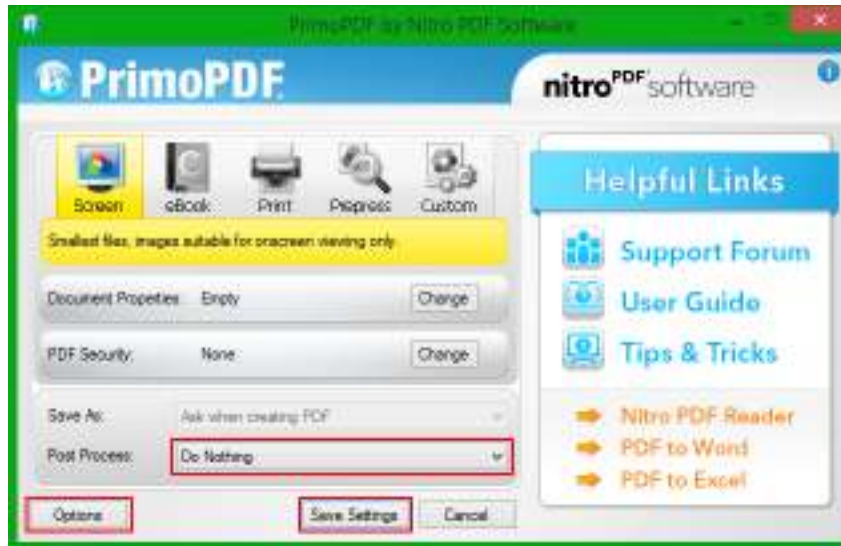 PrimoPDF by Nitro PDF Software
PrimoPDF
nitro PDF software
Screen eBook Print Prepress Custom
Smallest files, images suitable for onscreen viewing only.
Document Properties: Empty Change
PDF Security: None Change
Save As: Ask when creating PDF
Post Process: Do Nothing
Options Save Settings Cancel
Helpful Links
Support Forum
User Guide
Tips & Tricks
Nitro PDF Reader
PDF to Word
PDF to Excel